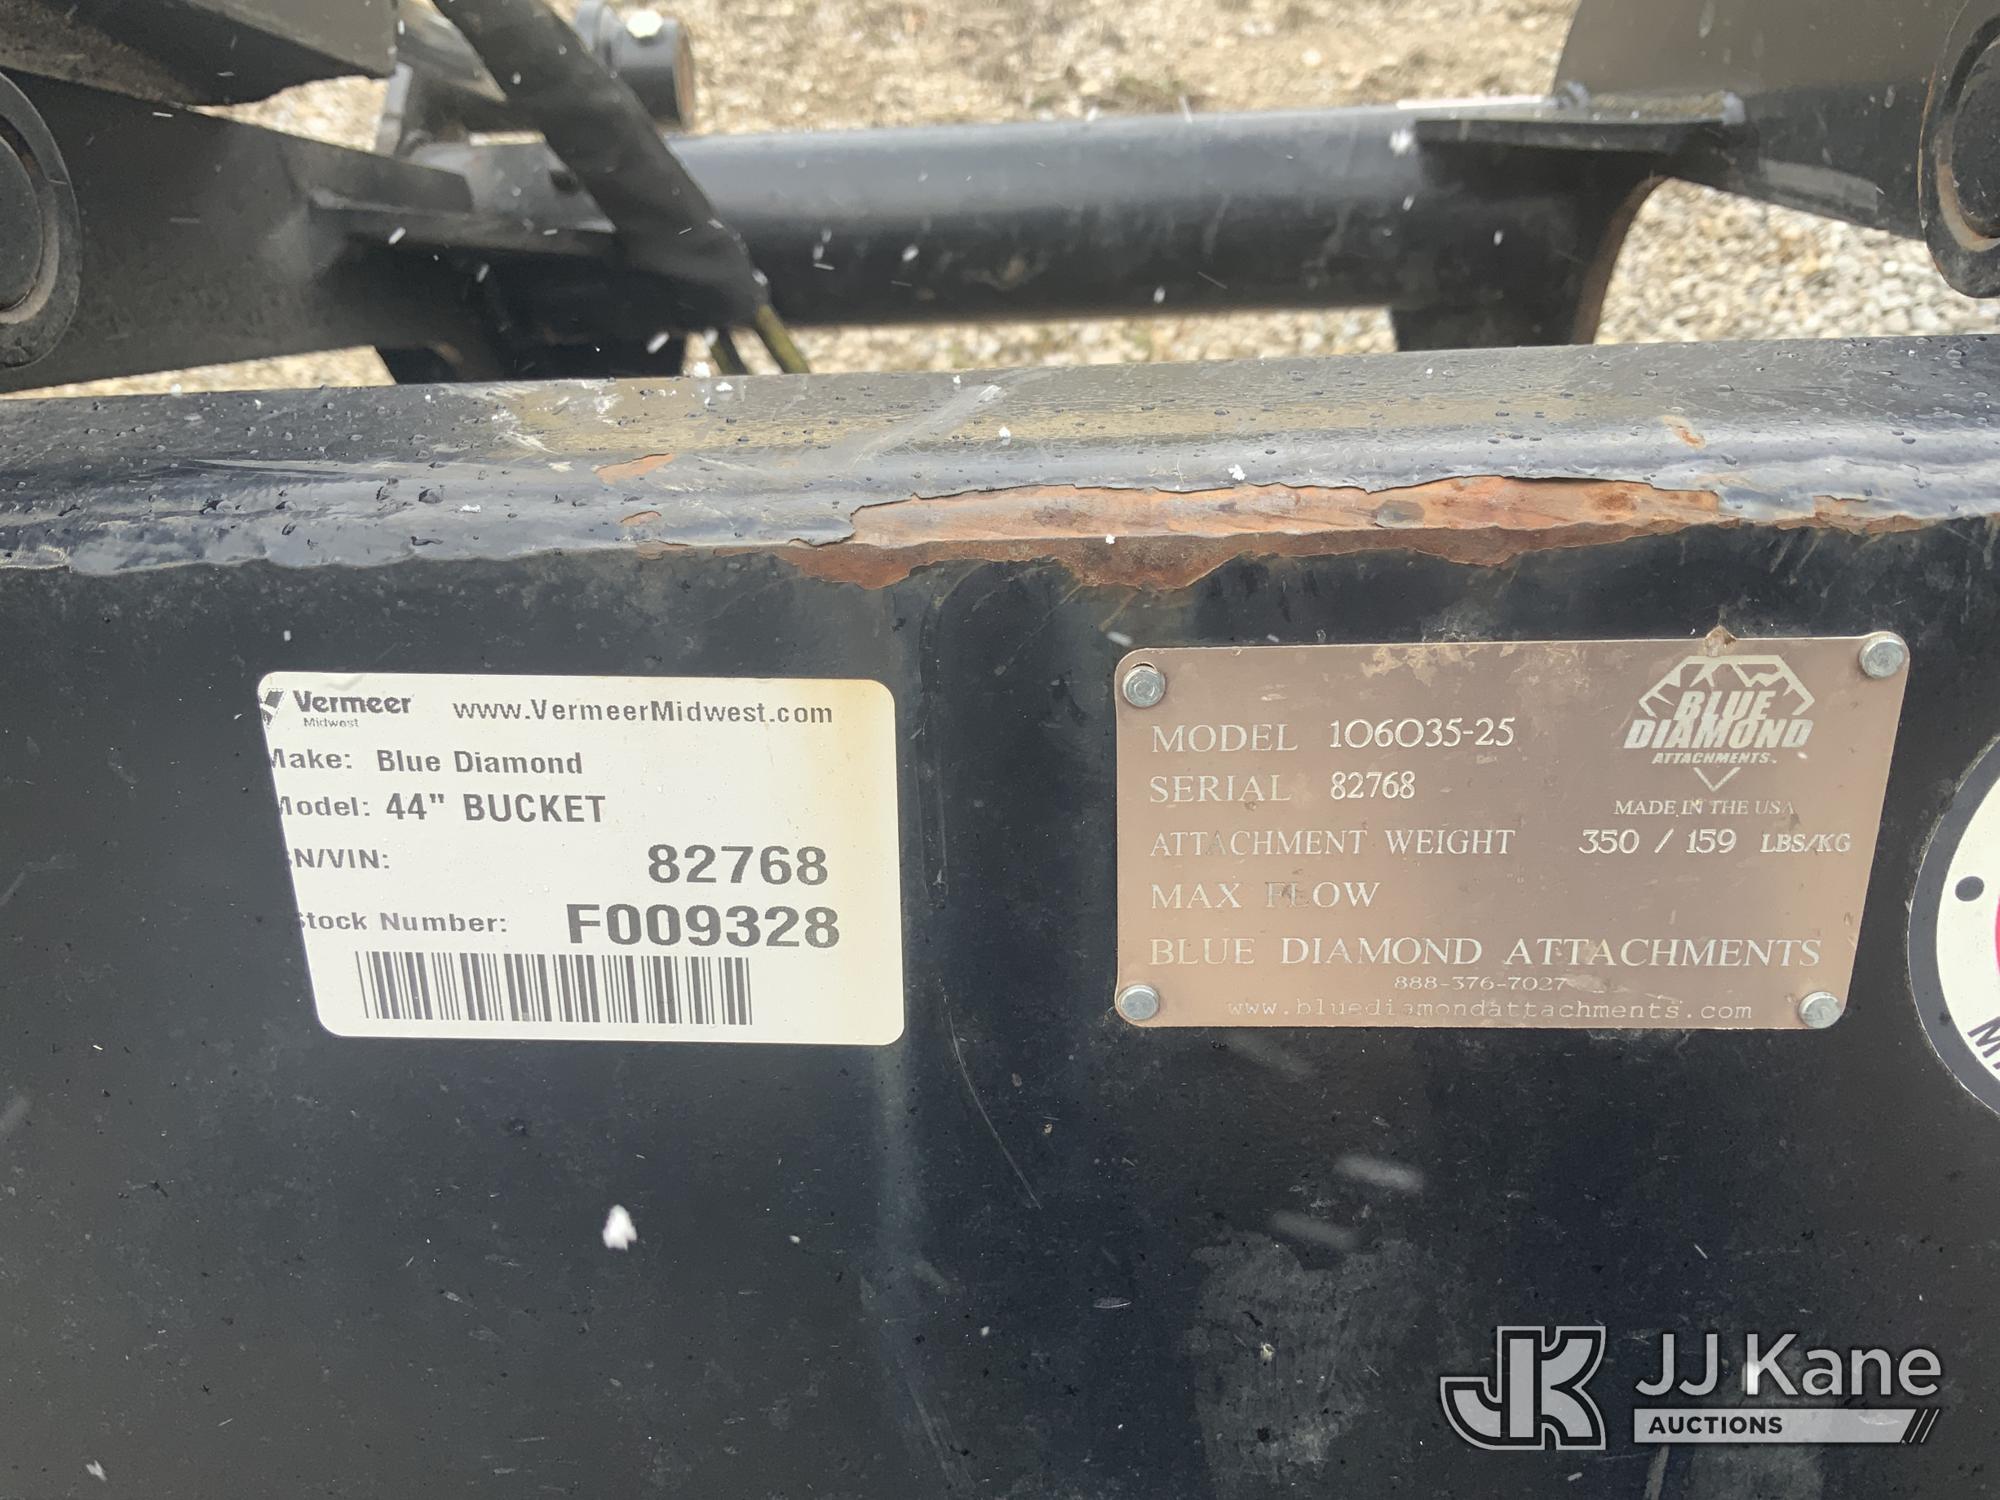 Vermeer
Midwest
www.VermeerMidwest.com
Make: Blue Diamond
Model: 44" BUCKET
SN/VIN: 82768
Stock Number: F009328
BLUE
DIAMOND
ATTACHMENTS
MODEL 106035-25
SERIAL 82768
MADE IN THE USA
ATTACHMENT WEIGHT 350 / 159 LBS/KG
MAX FLOW
BLUE DIAMOND ATTACHMENTS
888-376-7027
www.bluediamondattachments.com
JK JJ Kane
AUCTIONS